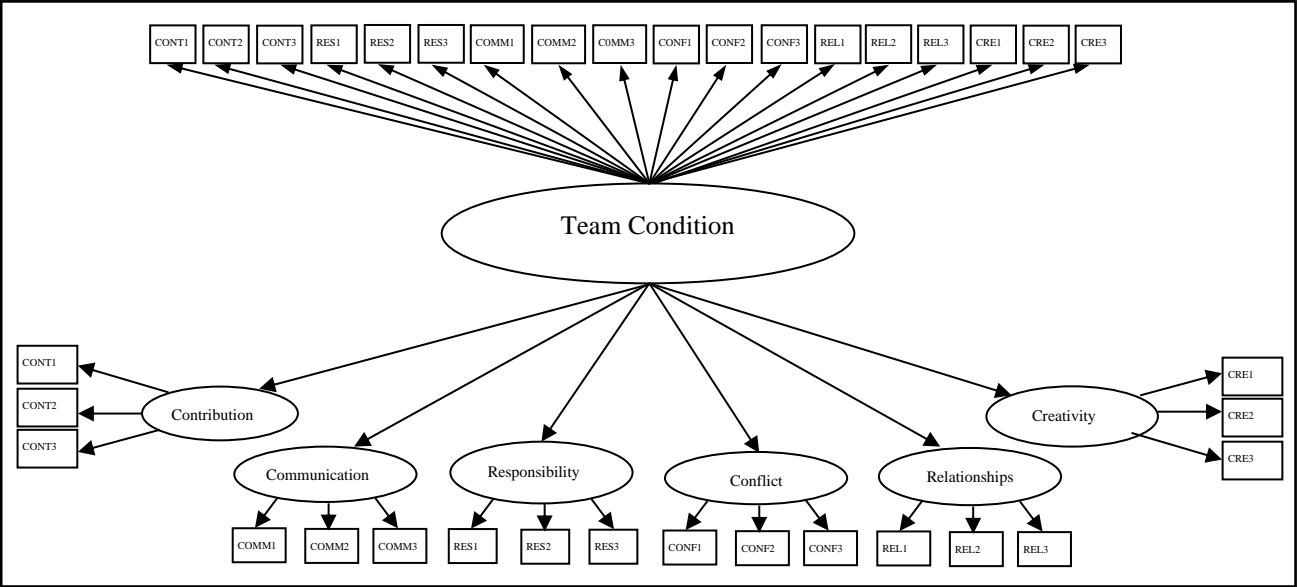 CONT1
CONT2
CONT3
RES1
RES2
RES3
COMM1
COMM2
C0MM3
CONF1
CONF2
CONF3
REL1
REL2
REL3
CRE1
CRE2
CRE3
Team Condition
CONT1
CONT2
CONT3
Contribution
Communication
Responsibility
Conflict
Relationships
Creativity
CRE1
CRE2
CRE3
COMM1
COMM2
COMM3
RES1
RES2
RES3
CONF1
CONF2
CONF3
REL1
REL2
REL3